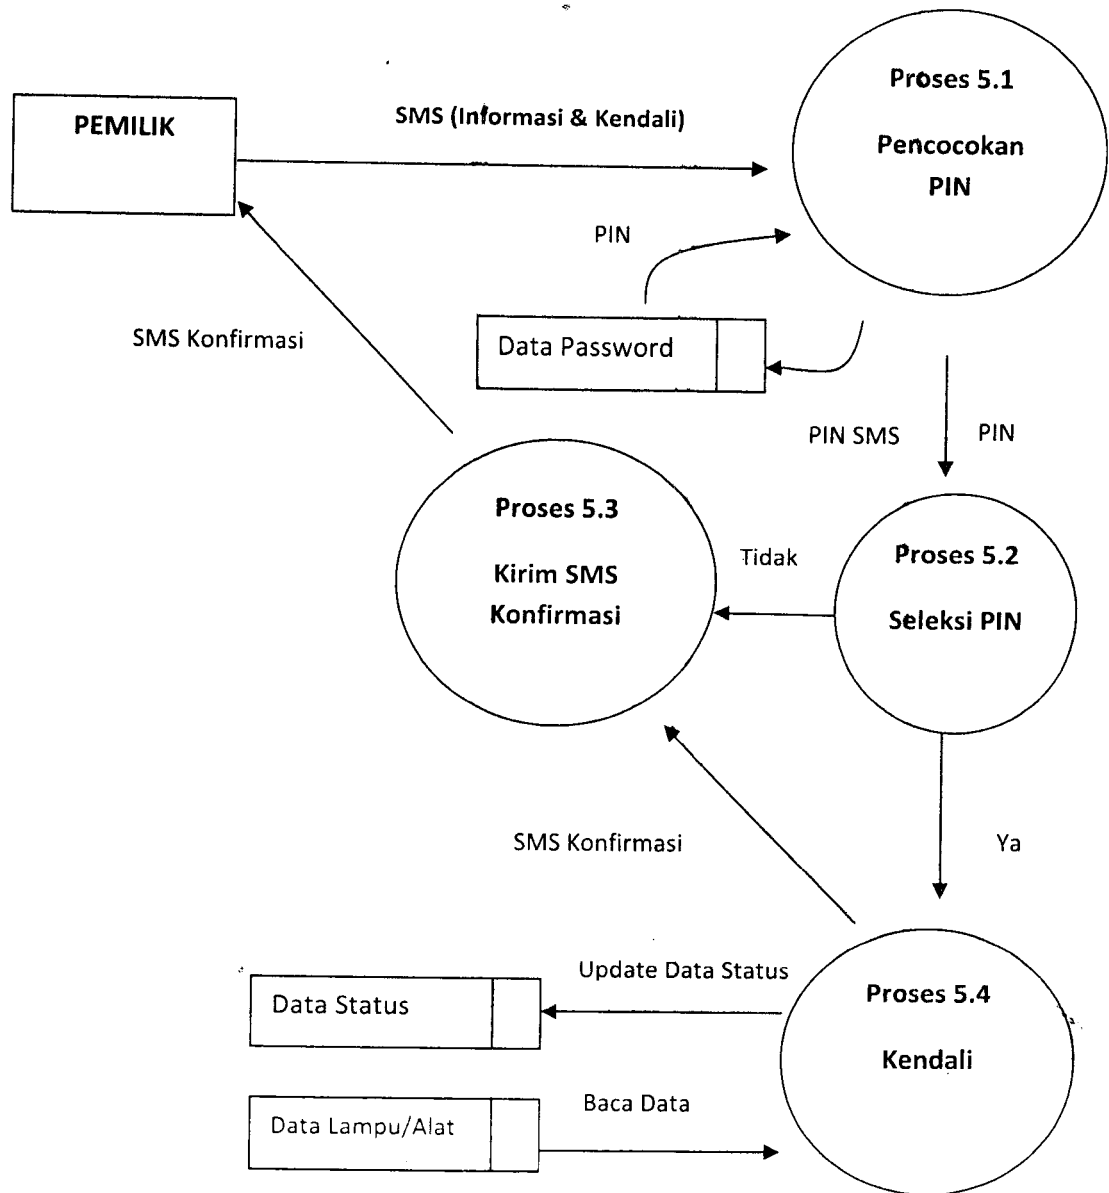 Proses 5.1
PEMILIK
SMS (Informasi & Kendali)
Pencocokan
PIN
PIN
SMS Konfirmasi
Data Password
PIN SMS
PIN
Proses 5.3
Kirim SMS
Konfirmasi
Tidak
Proses 5.2
Seleksi PIN
SMS Konfirmasi
Ya
Update Data Status
Data Status
Proses 5.4
Kendali
Baca Data
Data Lampu/Alat